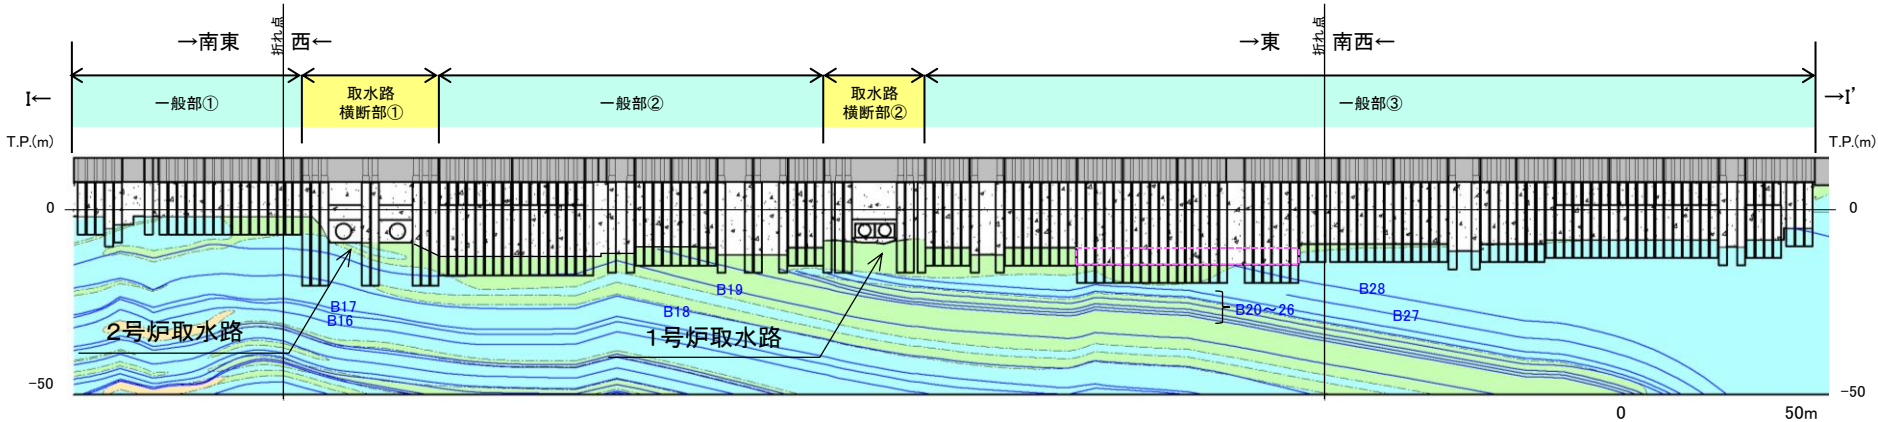 →南東
折れ点
西←
→東
折れ点
南西←
I←
一般部①
取水路
横断部①
一般部②
取水路
横断部②
一般部③
→I'
T.P.(m)
T.P.(m)
0
0
B17
B16
B19
B18
B28
B20～26
B27
2号炉取水路
1号炉取水路
-50
-50
0
50m